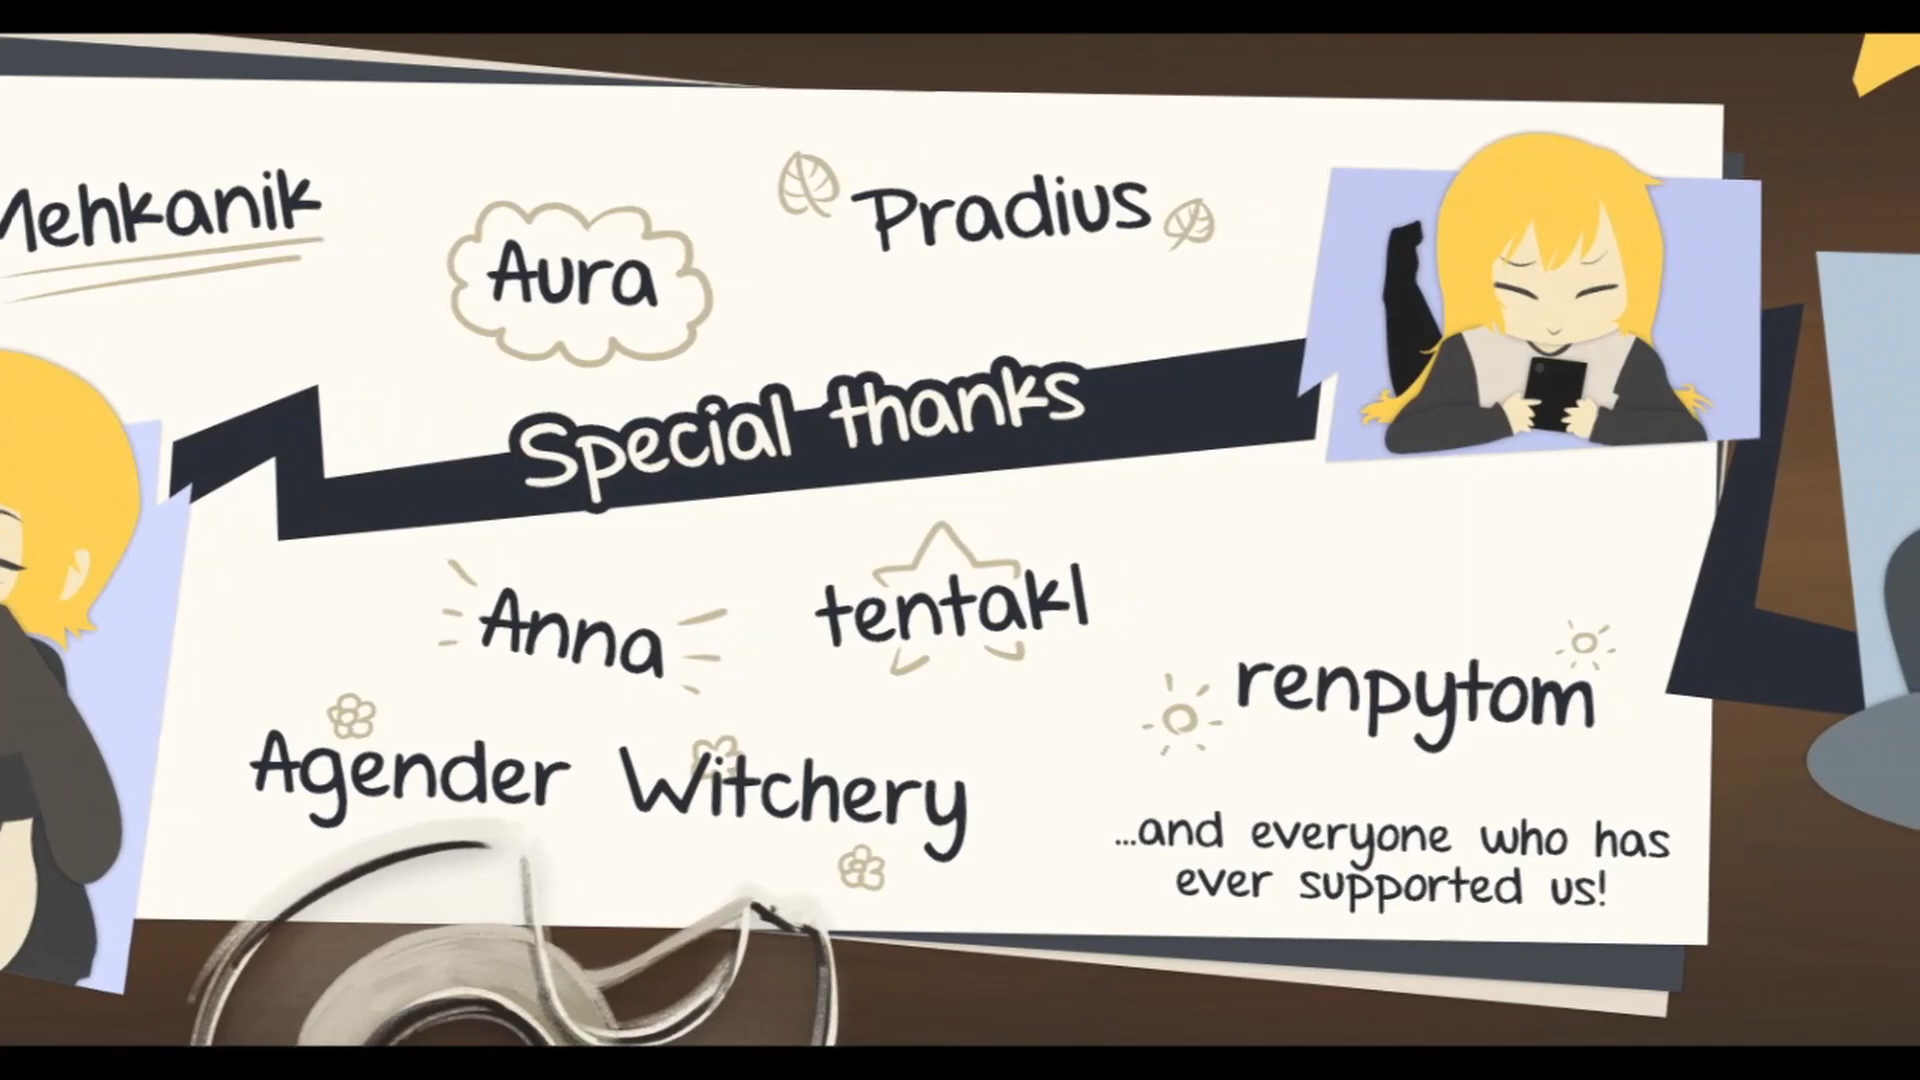 Mehkanik
Aura
Pradius
Special thanks
Anna
tentakl
renpytom
Agender Witchery
...and everyone who has
ever supported us!